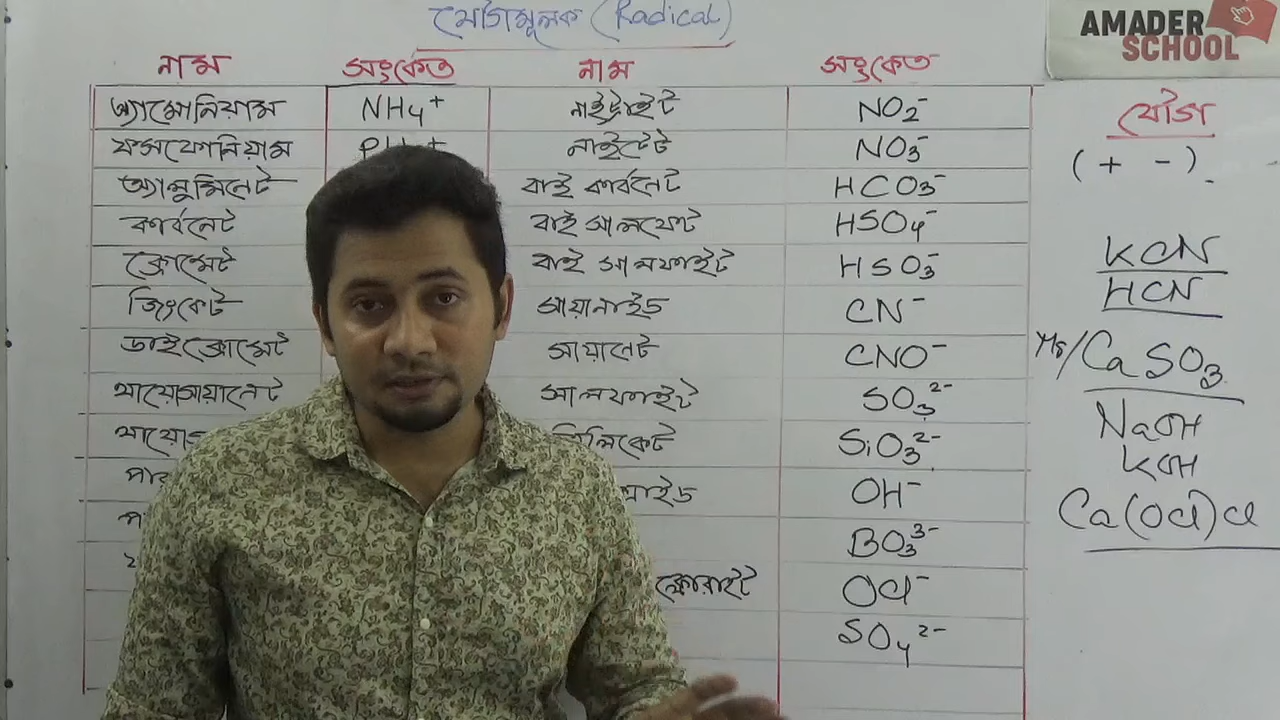 যৌগমূলক (Radical)
AMADER
SCHOOL
নাম সংকেত নাম সংকেত
অ্যামোনিয়াম NH4+ নাইট্রাইট NO2-
ফসফোনিয়াম নাইটেট NO3-
অ্যালুমিনেট বাই কার্বনেট HCO3-
কার্বনেট বাই সালফেট HSO4-
ক্রোমেট বাই সালফাইট HSO3-
জিংকেট সায়ানাইড CN-
ডাইক্রোমেট সায়ানেট CNO-
থায়োসায়ানেট সালফাইট SO3 2-
SiO3 2-
OH-
BO3 3-
OCl-
SO4 2-
যৌগ
(+ -)
KCN
HCN
CaSO3
NaOH
KOH
Ca(OCl)Cl